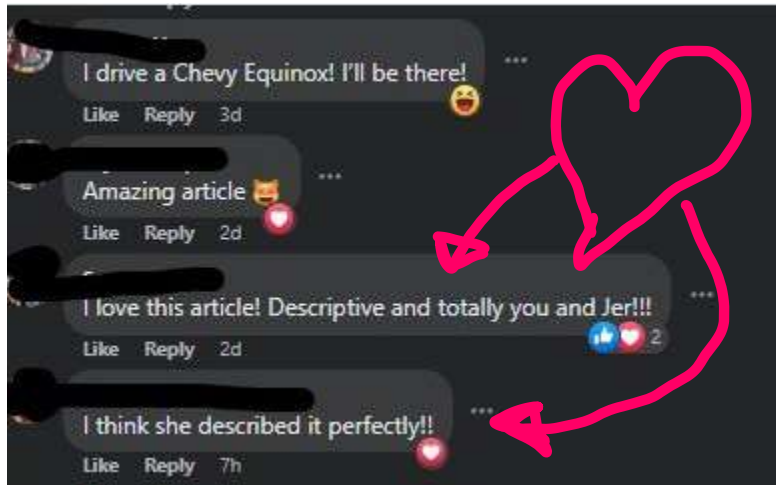 I drive a Chevy Equinox! I'll be there!
Like Reply 3d
Amazing article 😸
Like Reply 2d
I love this article! Descriptive and totally you and Jer!!!
2
Like Reply 2d
I think she described it perfectly!!
Like Reply 7h